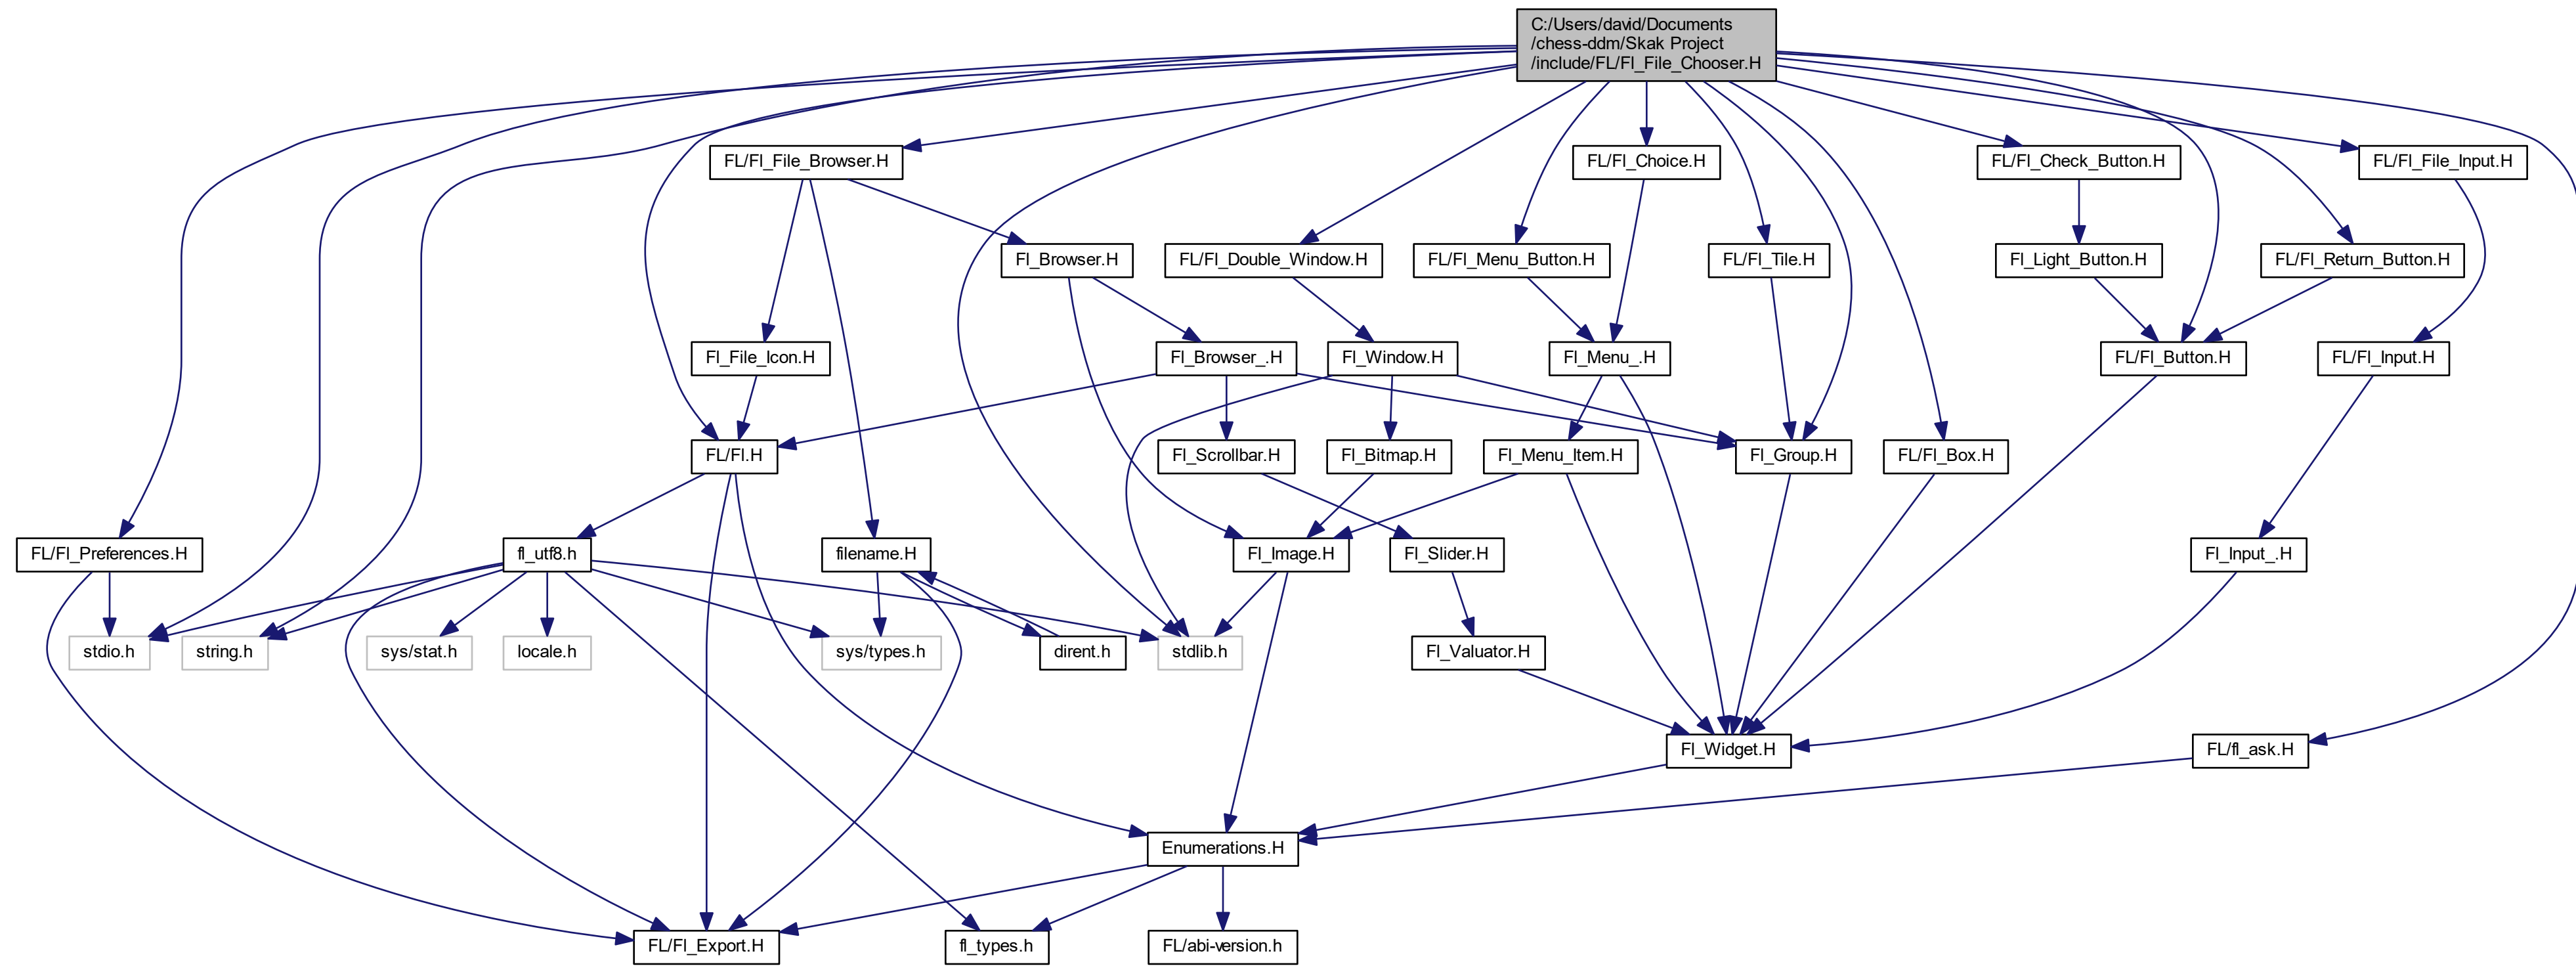 C:/Users/david/Documents
/chess-ddm/Skak Project
/include/FL/Fl_File_Chooser.H
FL/Fl_File_Browser.H
FL/Fl_Choice.H
FL/Fl_Check_Button.H
FL/Fl_File_Input.H
Fl_Browser.H
FL/Fl_Double_Window.H
FL/Fl_Menu_Button.H
FL/Fl_Tile.H
Fl_Light_Button.H
FL/Fl_Return_Button.H
Fl_File_Icon.H
Fl_Browser_.H
Fl_Window.H
Fl_Menu_.H
FL/Fl_Button.H
FL/Fl_Input.H
FL/Fl.H
Fl_Scrollbar.H
Fl_Bitmap.H
Fl_Menu_Item.H
Fl_Group.H
FL/Fl_Box.H
FL/Fl_Preferences.H
fl_utf8.h
filename.H
Fl_Image.H
Fl_Slider.H
Fl_Input_.H
stdio.h
string.h
sys/stat.h
locale.h
sys/types.h
dirent.h
stdlib.h
Fl_Valuator.H
Fl_Widget.H
FL/fl_ask.H
Enumerations.H
FL/Fl_Export.H
fl_types.h
FL/abi-version.h